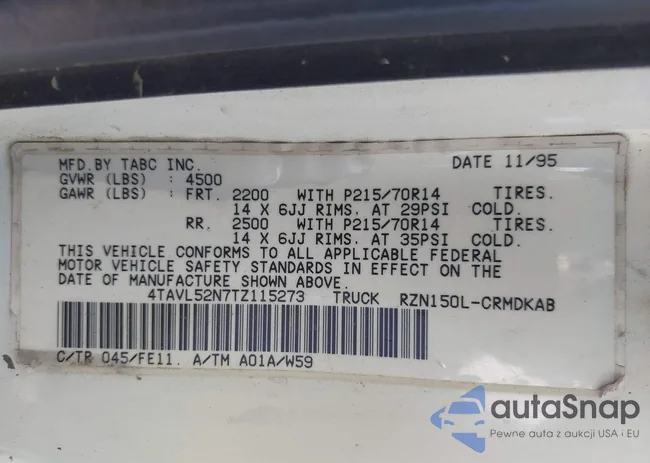 MFD.BY TABC INC. DATE 11/95
GVWR (LBS) : 4500
GAWR (LBS) : FRT. 2200 WITH P215/70R14 TIRES.
14 X 6JJ RIMS. AT 29PSI COLD.
RR. 2500 WITH P215/70R14 TIRES.
14 X 6JJ RIMS. AT 35PSI COLD.
THIS VEHICLE CONFORMS TO ALL APPLICABLE FEDERAL
MOTOR VEHICLE SAFETY STANDARDS IN EFFECT ON THE
DATE OF MANUFACTURE SHOWN ABOVE.
4TAVL52N7TZ115273 TRUCK RZN150L-CRMDKAB
C/TR 045/FE11. A/TM A01A/W59
autaSnap
Pewne auta z aukcji USA i EU